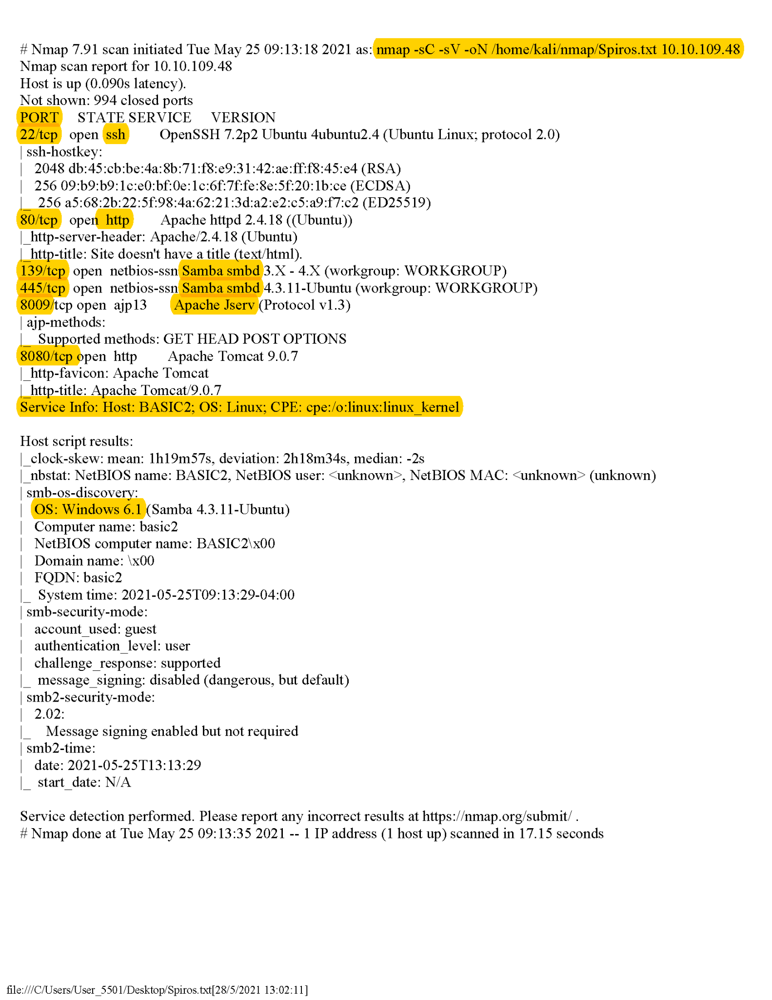 # Nmap 7.91 scan initiated Tue May 25 09:13:18 2021 as: nmap -sC -sV -oN /home/kali/nmap/Spiros.txt 10.10.109.48
Nmap scan report for 10.10.109.48
Host is up (0.090s latency).
Not shown: 994 closed ports
PORT STATE SERVICE VERSION
22/tcp open ssh OpenSSH 7.2p2 Ubuntu 4ubuntu2.4 (Ubuntu Linux; protocol 2.0)
| ssh-hostkey:
| 2048 db:45:cb:be:4a:8b:71:f8:e9:31:42:ae:ff:f8:45:e4 (RSA)
| 256 09:b9:b9:1c:e0:bf:0e:1c:6f:7f:fe:8e:5f:20:1b:ce (ECDSA)
|_ 256 a5:68:2b:22:5f:98:4a:62:21:3d:a2:e2:c5:a9:f7:c2 (ED25519)
80/tcp open http Apache httpd 2.4.18 ((Ubuntu))
|_http-server-header: Apache/2.4.18 (Ubuntu)
|_http-title: Site doesn't have a title (text/html).
139/tcp open netbios-ssn Samba smbd 3.X - 4.X (workgroup: WORKGROUP)
445/tcp open netbios-ssn Samba smbd 4.3.11-Ubuntu (workgroup: WORKGROUP)
8009/tcp open ajp13 Apache Jserv (Protocol v1.3)
| ajp-methods:
|_ Supported methods: GET HEAD POST OPTIONS
8080/tcp open http Apache Tomcat 9.0.7
|_http-favicon: Apache Tomcat
|_http-title: Apache Tomcat/9.0.7
Service Info: Host: BASIC2; OS: Linux; CPE: cpe:/o:linux:linux_kernel
Host script results:
|_clock-skew: mean: 1h19m57s, deviation: 2h18m34s, median: -2s
|_nbstat: NetBIOS name: BASIC2, NetBIOS user: <unknown>, NetBIOS MAC: <unknown> (unknown)
| smb-os-discovery:
| OS: Windows 6.1 (Samba 4.3.11-Ubuntu)
| Computer name: basic2
| NetBIOS computer name: BASIC2\x00
| Domain name: \x00
| FQDN: basic2
|_ System time: 2021-05-25T09:13:29-04:00
| smb-security-mode:
| account_used: guest
| authentication_level: user
| challenge_response: supported
|_ message_signing: disabled (dangerous, but default)
| smb2-security-mode:
| 2.02:
|_ Message signing enabled but not required
| smb2-time:
| date: 2021-05-25T13:13:29
|_ start_date: N/A
Service detection performed. Please report any incorrect results at https://nmap.org/submit/ .
# Nmap done at Tue May 25 09:13:35 2021 -- 1 IP address (1 host up) scanned in 17.15 seconds
file:///C/Users/User_5501/Desktop/Spiros.txt[28/5/2021 13:02:11]